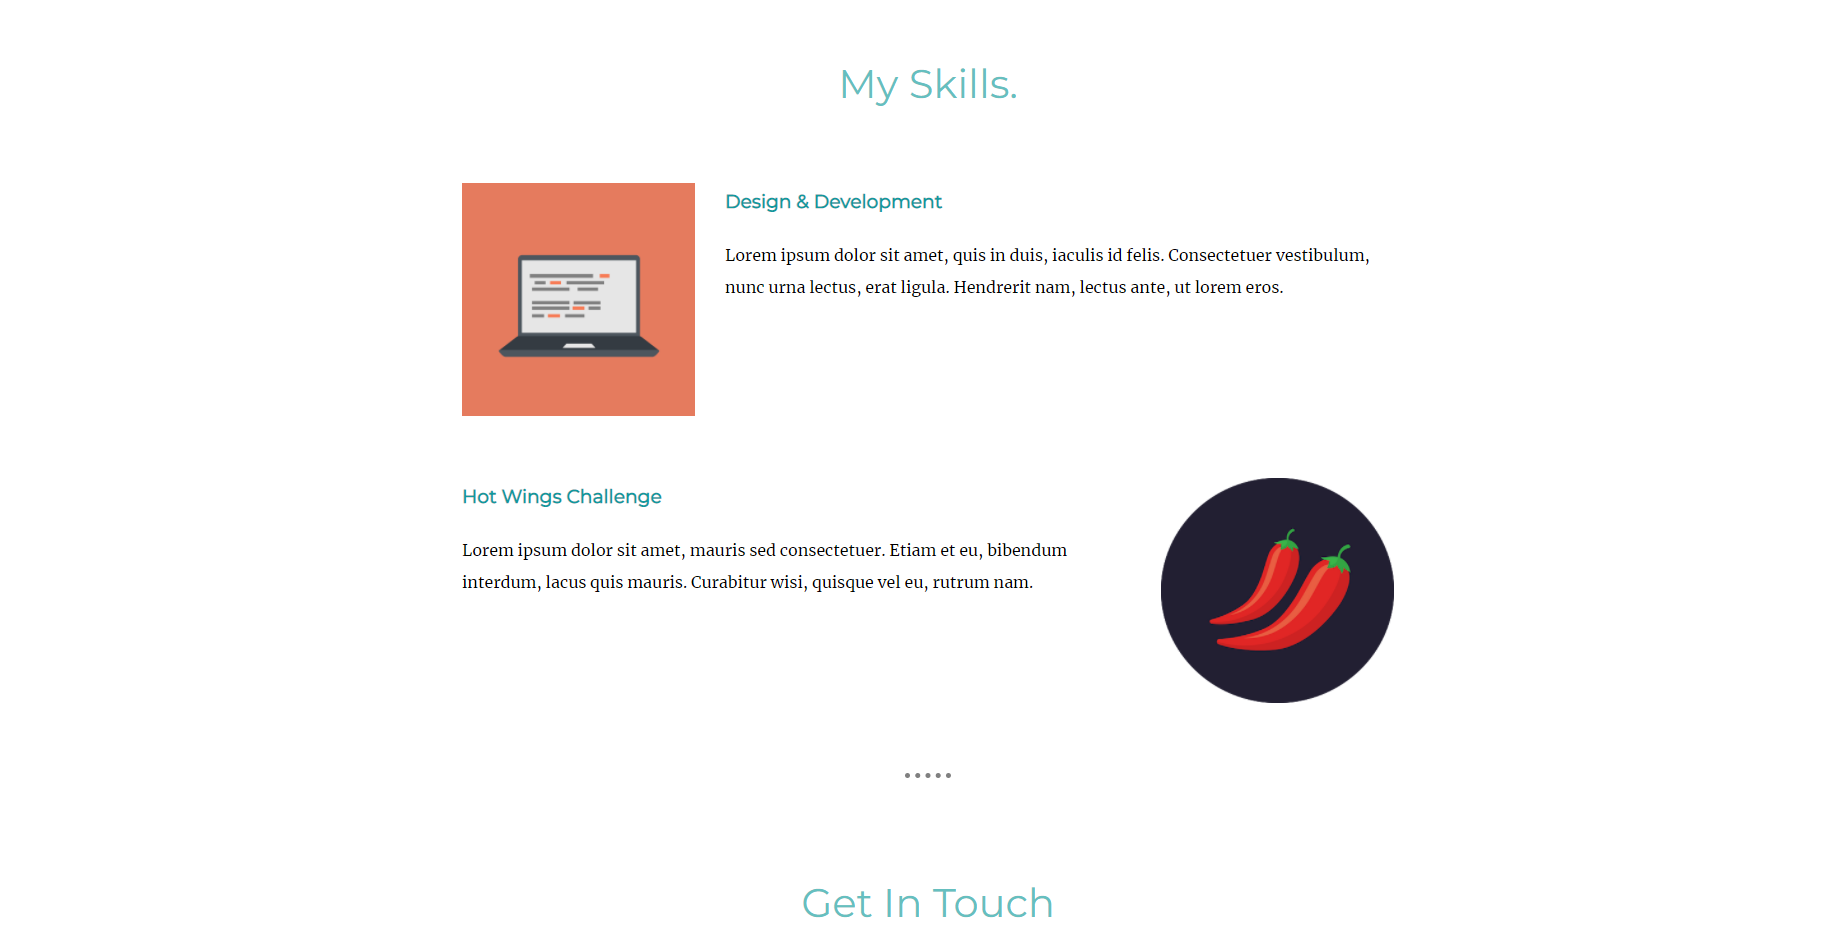 My Skills.
Design & Development
Lorem ipsum dolor sit amet, quis in duis, iaculis id felis. Consectetuer vestibulum,
nunc urna lectus, erat ligula. Hendrerit nam, lectus ante, ut lorem eros.
Hot Wings Challenge
Lorem ipsum dolor sit amet, mauris sed consectetuer. Etiam et eu, bibendum
interdum, lacus quis mauris. Curabitur wisi, quisque vel eu, rutrum nam.
Get In Touch